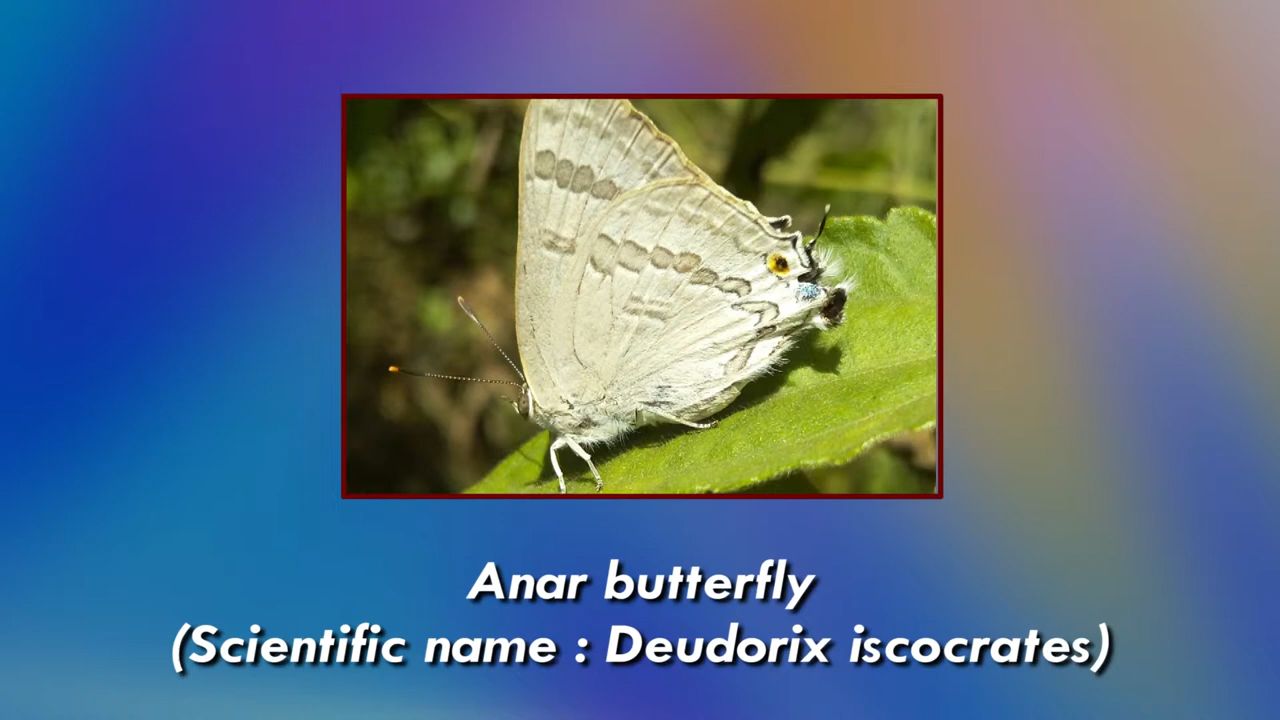 Anar butterfly
(Scientific name : Deudorix iscocrates)